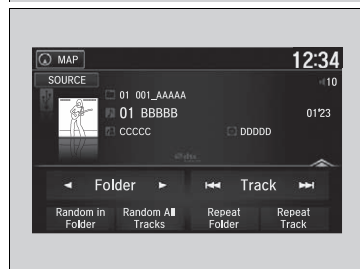 MAP 12:34
SOURCE 10
01 001_AAAAA
01 BBBBB 01'23
CCCCC DDDDD
dts
Folder Track
Random in Folder Random All Tracks Repeat Folder Repeat Track